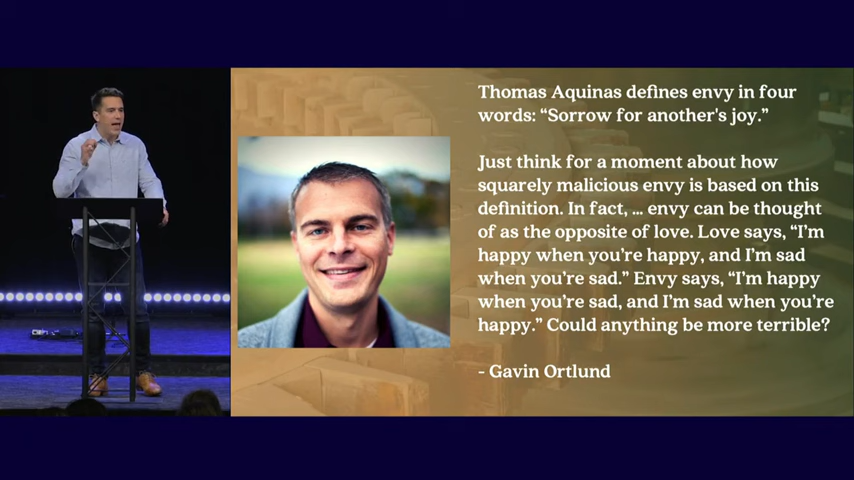 Thomas Aquinas defines envy in four
words: “Sorrow for another's joy.”
Just think for a moment about how
squarely malicious envy is based on this
definition. In fact, ... envy can be thought
of as the opposite of love. Love says, “I’m
happy when you’re happy, and I’m sad
when you’re sad.” Envy says, “I’m happy
when you’re sad, and I’m sad when you’re
happy.” Could anything be more terrible?
- Gavin Ortlund